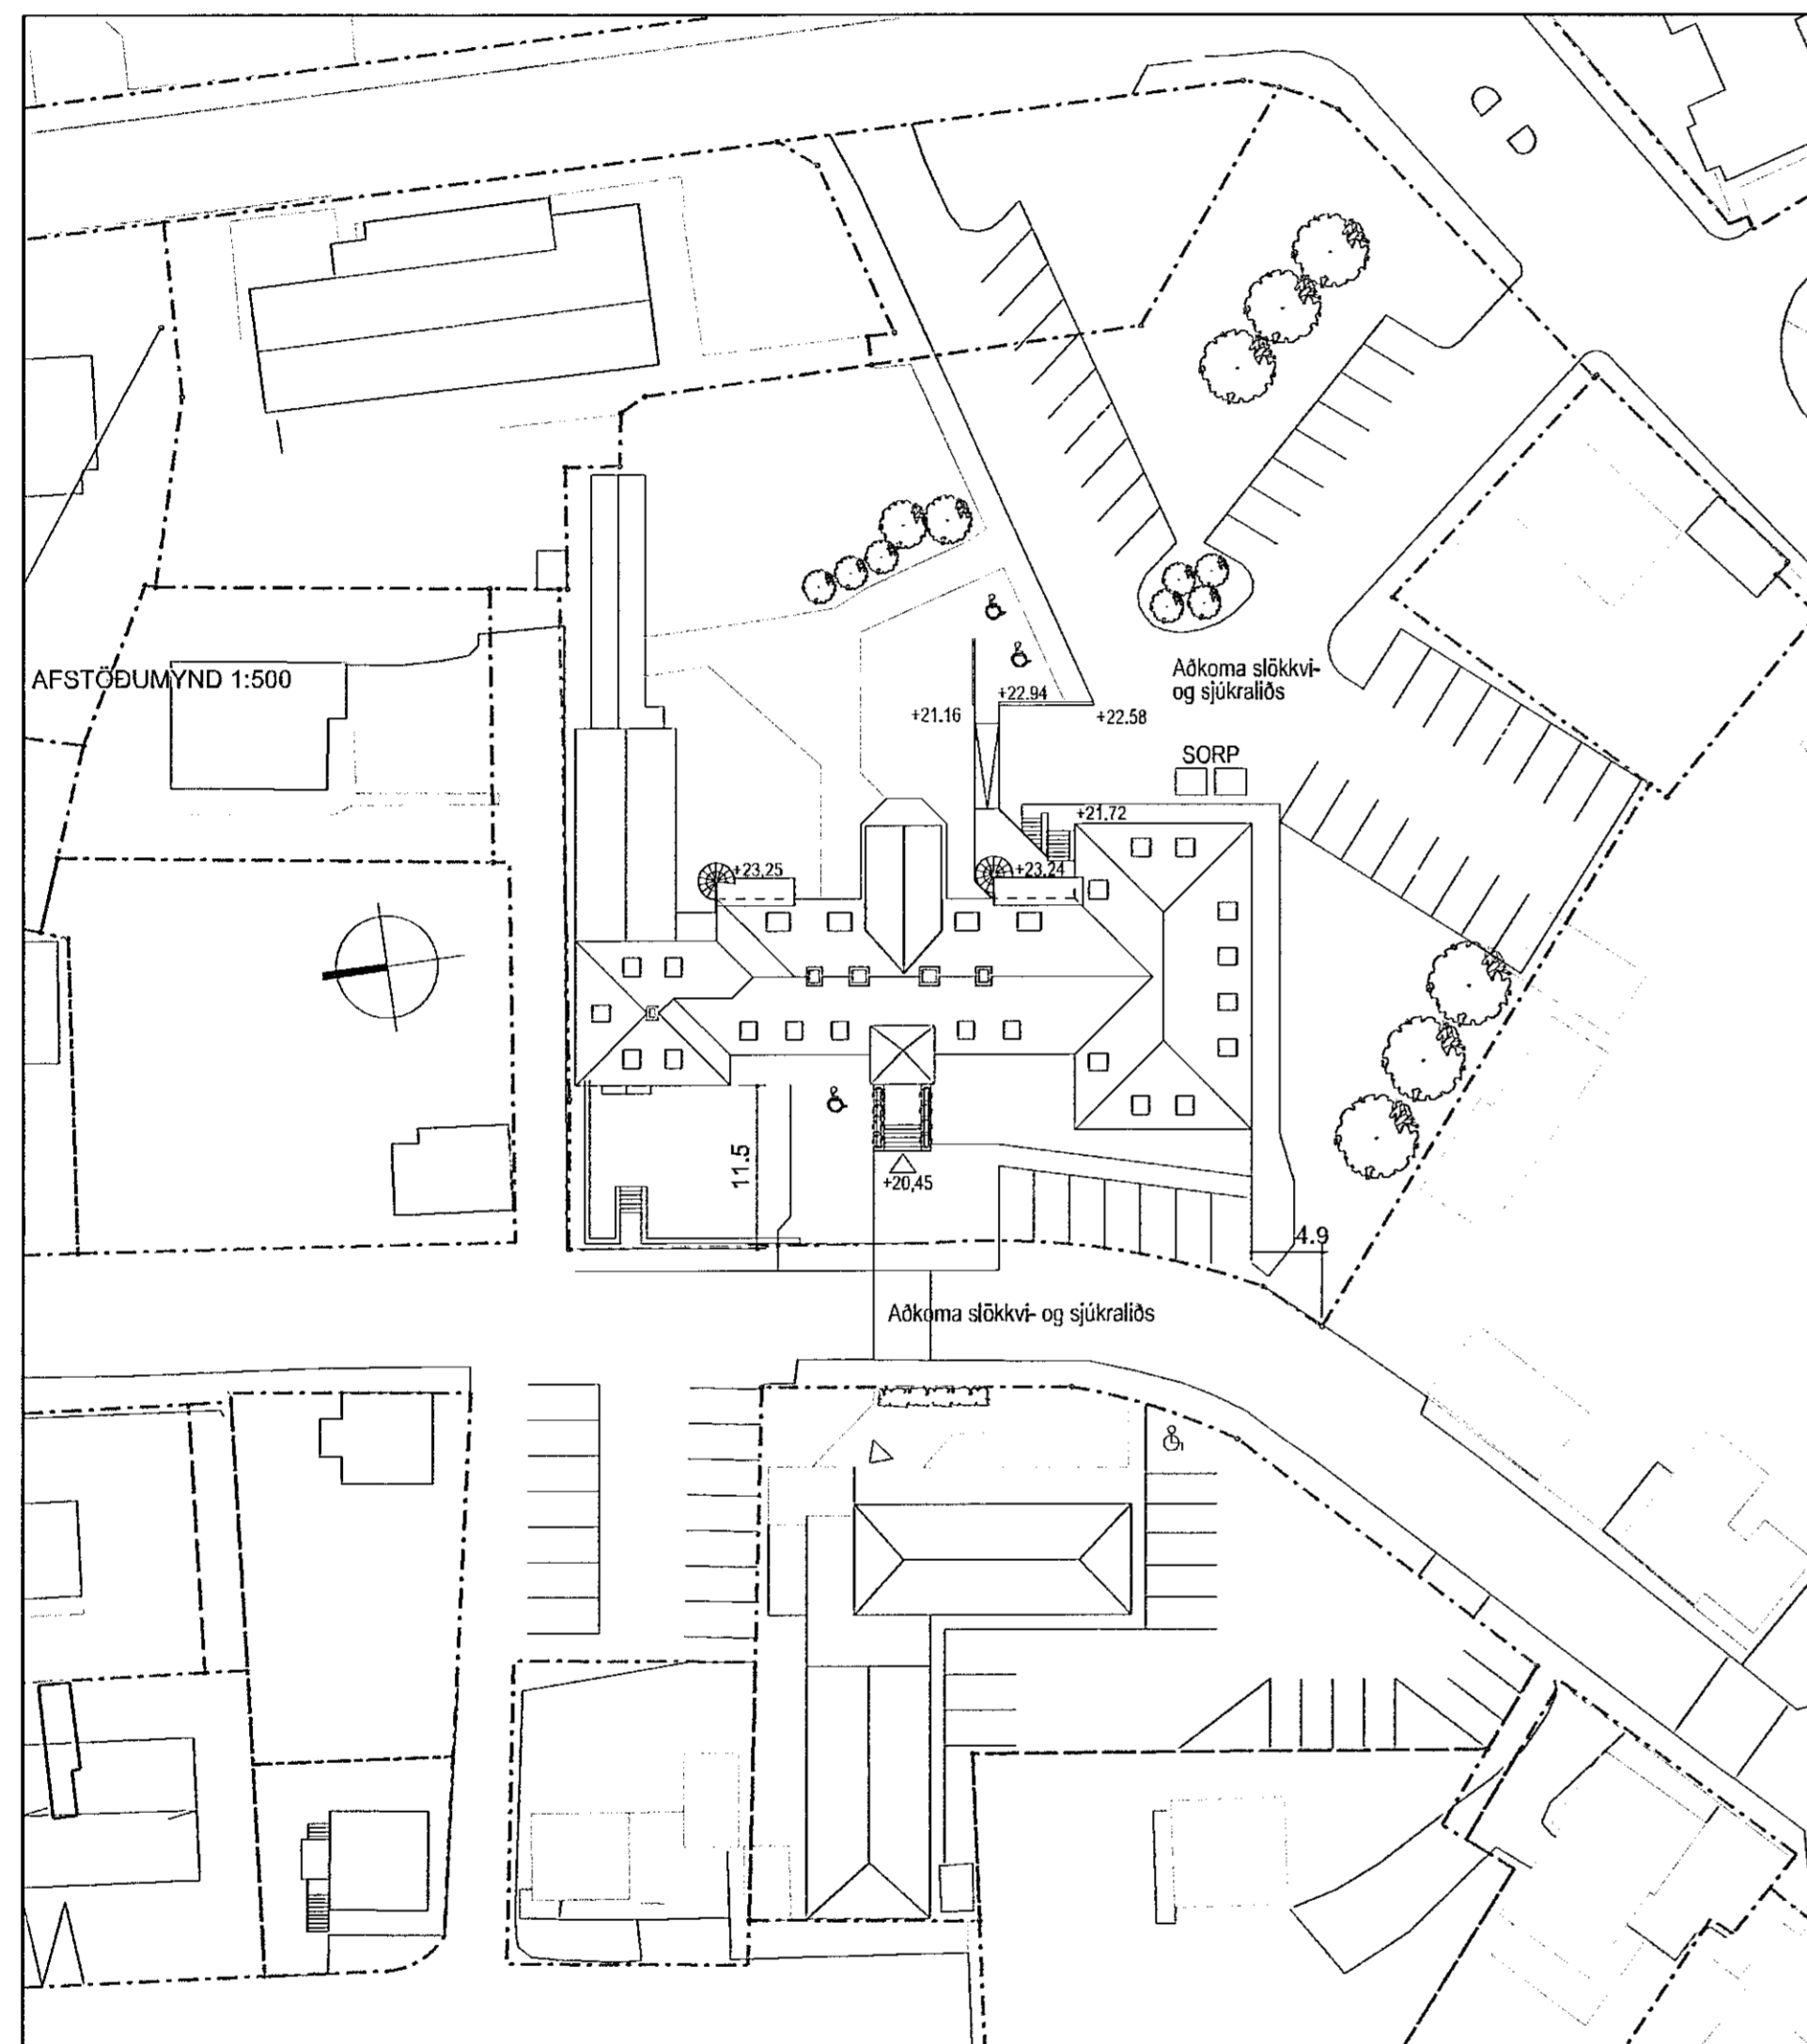 AFSTÖÐUMYND 1:500
Aðkoma slökkvi-
og sjúkraliðs
+22.94
+21.16
+22.58
SORP
+21.72
+23.25
+23.24
11.5
+20,45
4.9
Aðkoma slökkvi- og sjúkraliðs